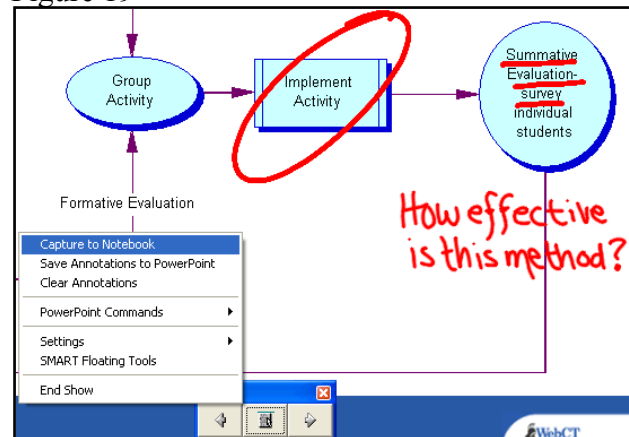 Figure 19
Group
Activity
Implement
Activity
Summative
Evaluation-
survey
individual
students
Formative Evaluation
How effective
is this method?
Capture to Notebook
Save Annotations to PowerPoint
Clear Annotations
PowerPoint Commands
Settings
SMART Floating Tools
End Show
WebCT